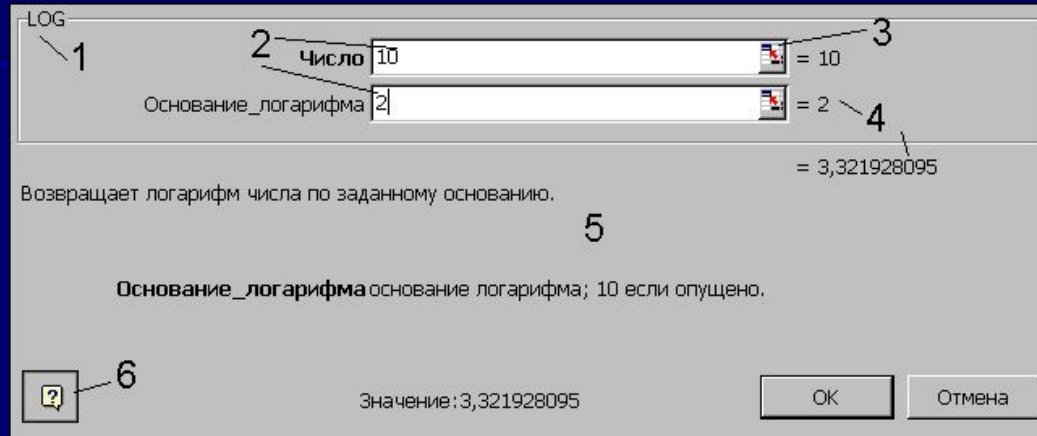 LOG
1
2
Число 10 = 10
3
Основание_логарифма 2 = 2
4
= 3,321928095
Возвращает логарифм числа по заданному основанию.
5
Основание_логарифма основание логарифма; 10 если опущено.
6
Значение:3,321928095
OK
Отмена